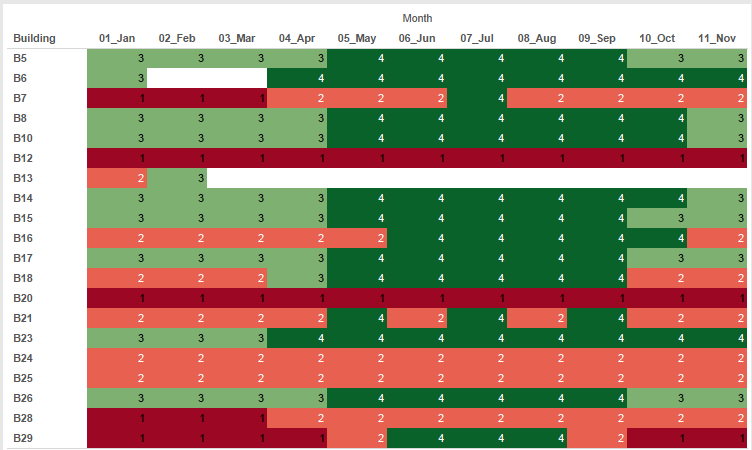 Month
Building 01_Jan 02_Feb 03_Mar 04_Apr 05_May 06_Jun 07_Jul 08_Aug 09_Sep 10_Oct 11_Nov
B5 3 3 3 3 4 4 4 4 4 3 3
B6 3 4 4 4 4 4 4 4 4
B7 1 1 1 2 2 2 4 2 2 2 2
B8 3 3 3 3 4 4 4 4 4 4 3
B10 3 3 3 3 4 4 4 4 4 4 3
B12 1 1 1 1 1 1 1 1 1 1 1
B13 2 3
B14 3 3 3 3 4 4 4 4 4 4 3
B15 3 3 3 3 4 4 4 4 4 3 3
B16 2 2 2 2 2 4 4 4 4 4 2
B17 3 3 3 3 4 4 4 4 4 3 3
B18 2 2 2 3 4 4 4 4 4 2 2
B20 1 1 1 1 1 1 1 1 1 1 1
B21 2 2 2 2 4 2 4 2 4 2 2
B23 3 3 3 4 4 4 4 4 4 4 4
B24 2 2 2 2 2 2 2 2 2 2 2
B25 2 2 2 2 2 2 2 2 2 2 2
B26 3 3 3 3 4 4 4 4 4 3 3
B28 1 1 1 2 2 2 2 2 2 2 2
B29 1 1 1 1 2 4 4 4 2 1 1